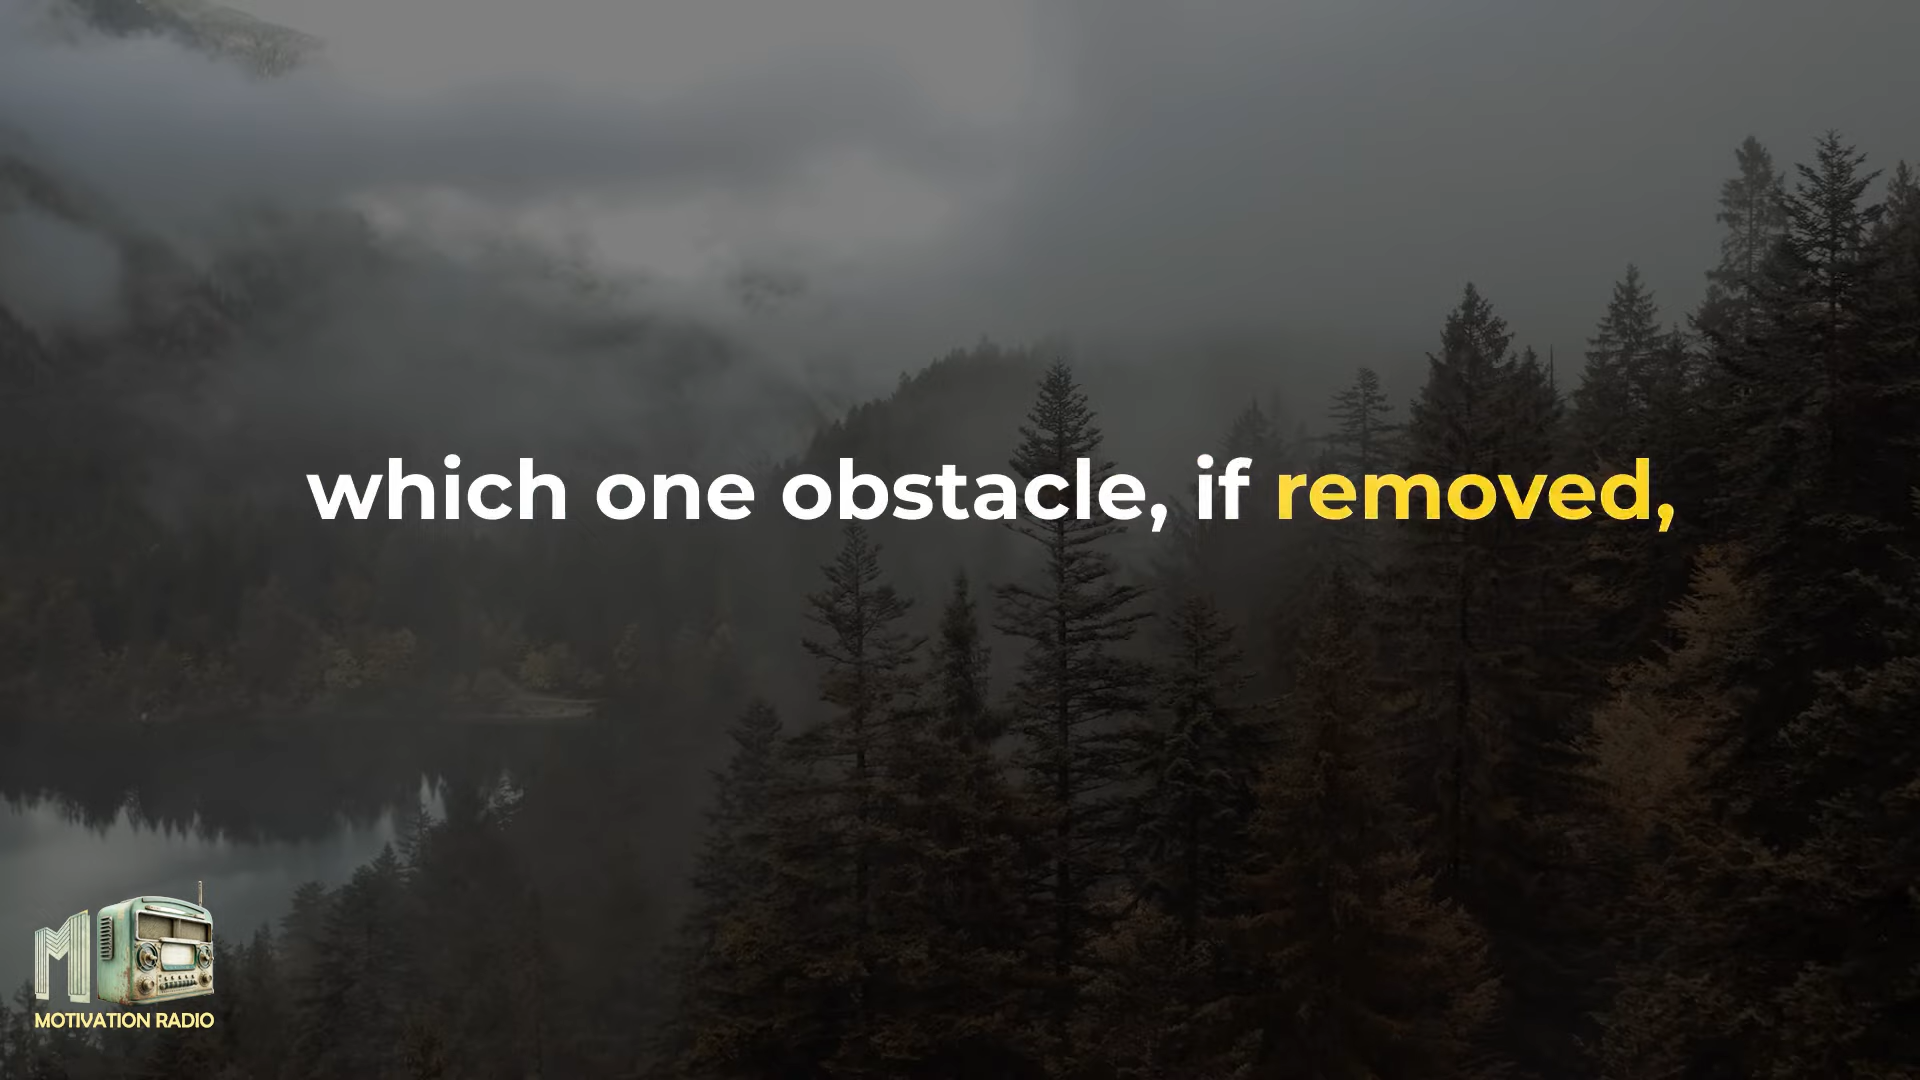 which one obstacle, if removed,
M
MOTIVATION RADIO